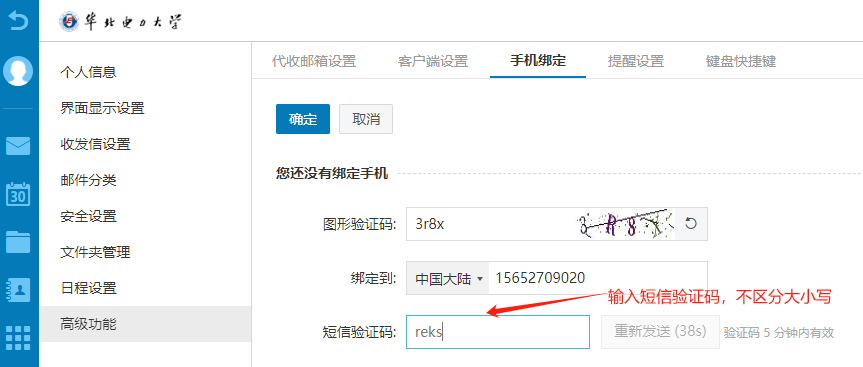 华北电力大学
代收邮箱设置
客户端设置
手机绑定
提醒设置
键盘快捷键
个人信息
界面显示设置
收发信设置
邮件分类
安全设置
文件夹管理
日程设置
高级功能
30
确定
取消
您还没有绑定手机
图形验证码: 3r8x 3R8X
绑定到: 中国大陆 15652709020
输入短信验证码，不区分大小写
短信验证码: reks 重新发送 (38s) 验证码 5 分钟内有效